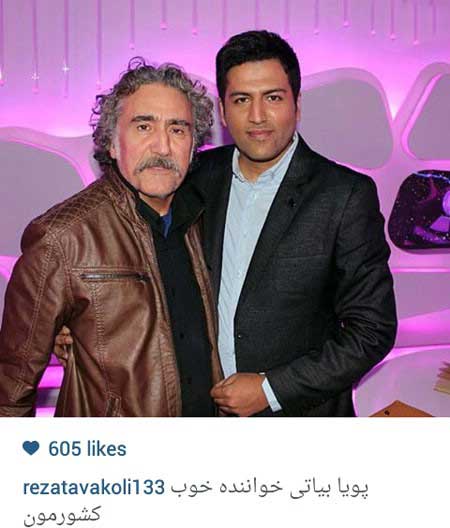 605 likes
rezatavakoli133 پویا بیاتی خواننده خوب
کشورمون